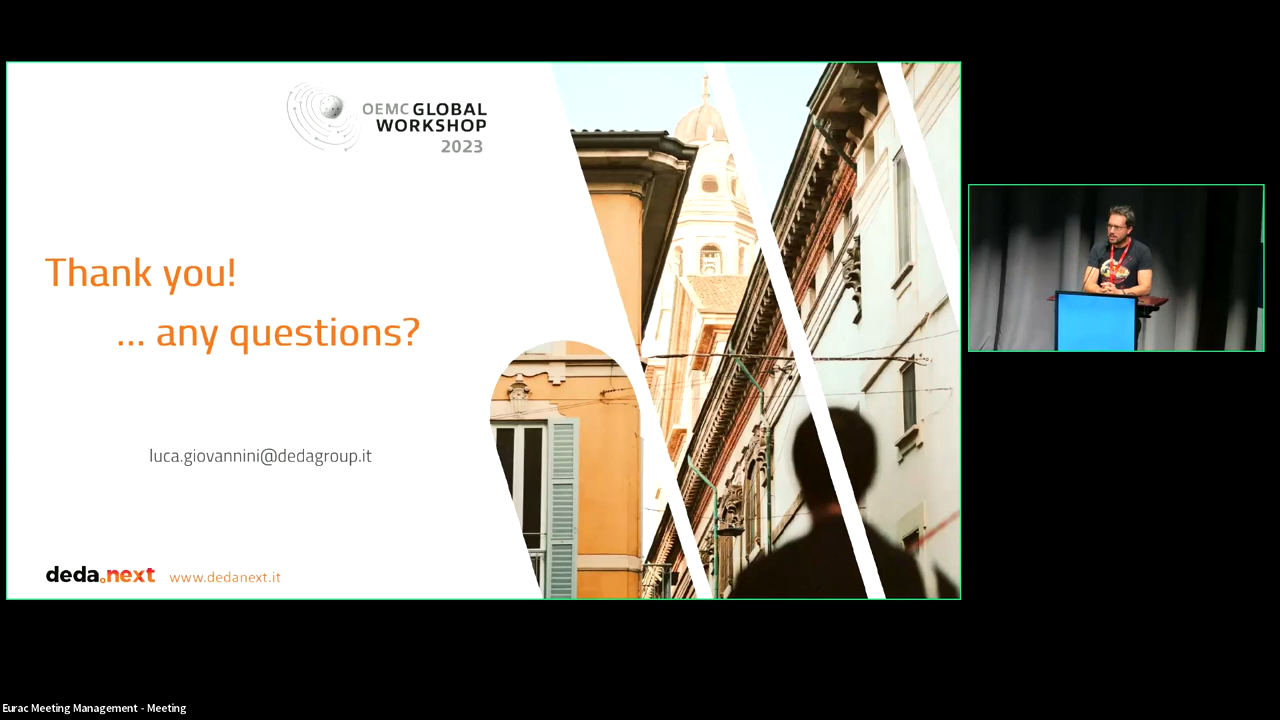 OEMC GLOBAL
WORKSHOP
2023
Thank you!
... any questions?
luca.giovannini@dedagroup.it
deda.next www.dedanext.it
Eurac Meeting Management - Meeting